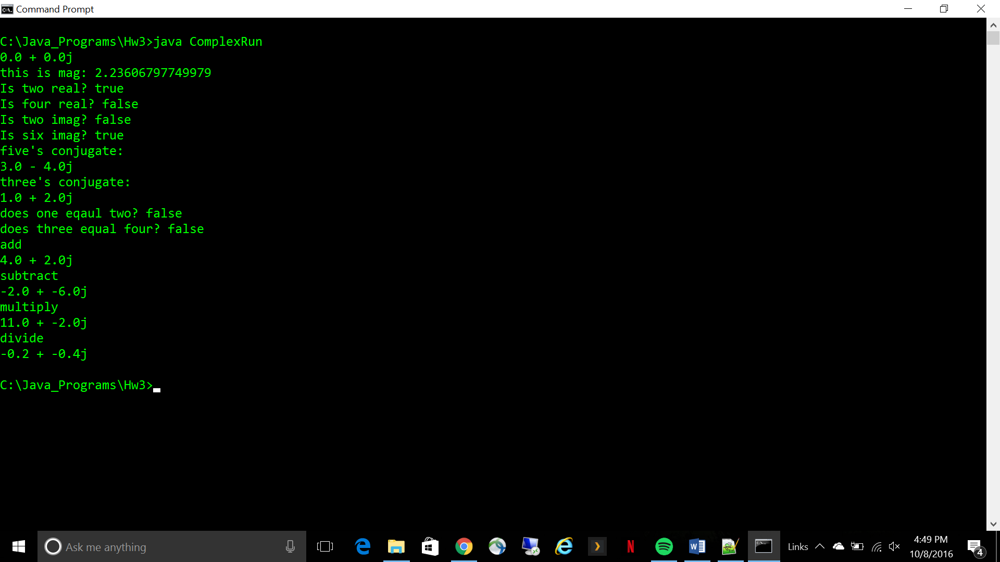 Command Prompt
C:\Java_Programs\Hw3>java ComplexRun
0.0 + 0.0j
this is mag: 2.23606797749979
Is two real? true
Is four real? false
Is two imag? false
Is six imag? true
five's conjugate:
3.0 - 4.0j
three's conjugate:
1.0 + 2.0j
does one eqaul two? false
does three equal four? false
add
4.0 + 2.0j
subtract
-2.0 + -6.0j
multiply
11.0 + -2.0j
divide
-0.2 + -0.4j
C:\Java_Programs\Hw3>
Ask me anything
Links
4:49 PM
10/8/2016
4